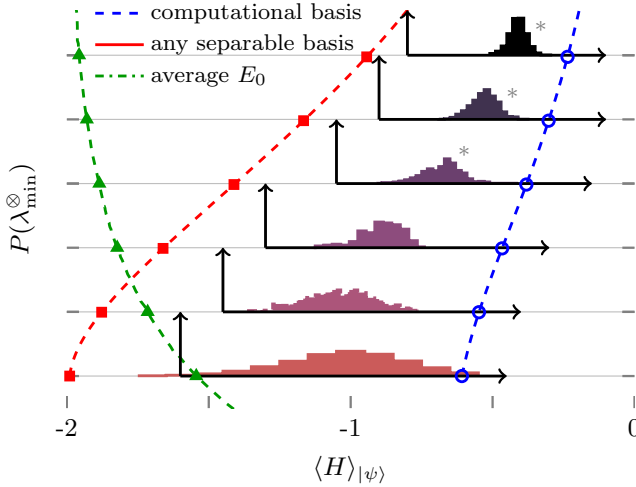 computational basis
any separable basis
average E₀
*
*
*
P(λ⊗min)
-2
-1
0
⟨H⟩|ψ⟩